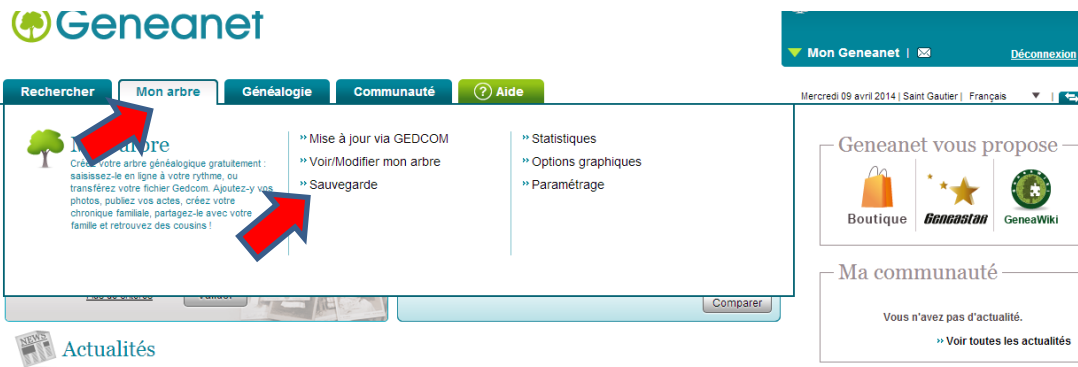 Geneanet
Mon Geneanet |
Déconnexion
Rechercher
Mon arbre
Généalogie
Communauté
? Aide
Mercredi 09 avril 2014 | Saint Gautier | Français ▼ |
arbre
Créez votre arbre généalogique gratuitement :
saisissez-le en ligne à votre rythme, ou
transférez votre fichier Gedcom. Ajoutez-y vos
photos, publiez vos actes, créez votre
chronique familiale, partagez-le avec votre
famille et retrouvez des cousins !
» Mise à jour via GEDCOM
» Voir/Modifier mon arbre
» Sauvegarde
» Statistiques
» Options graphiques
» Paramétrage
Geneanet vous propose
Boutique
Geneastar
GeneaWiki
Ma communauté
Vous n'avez pas d'actualité.
» Voir toutes les actualités
Comparer
NEWS
Actualités